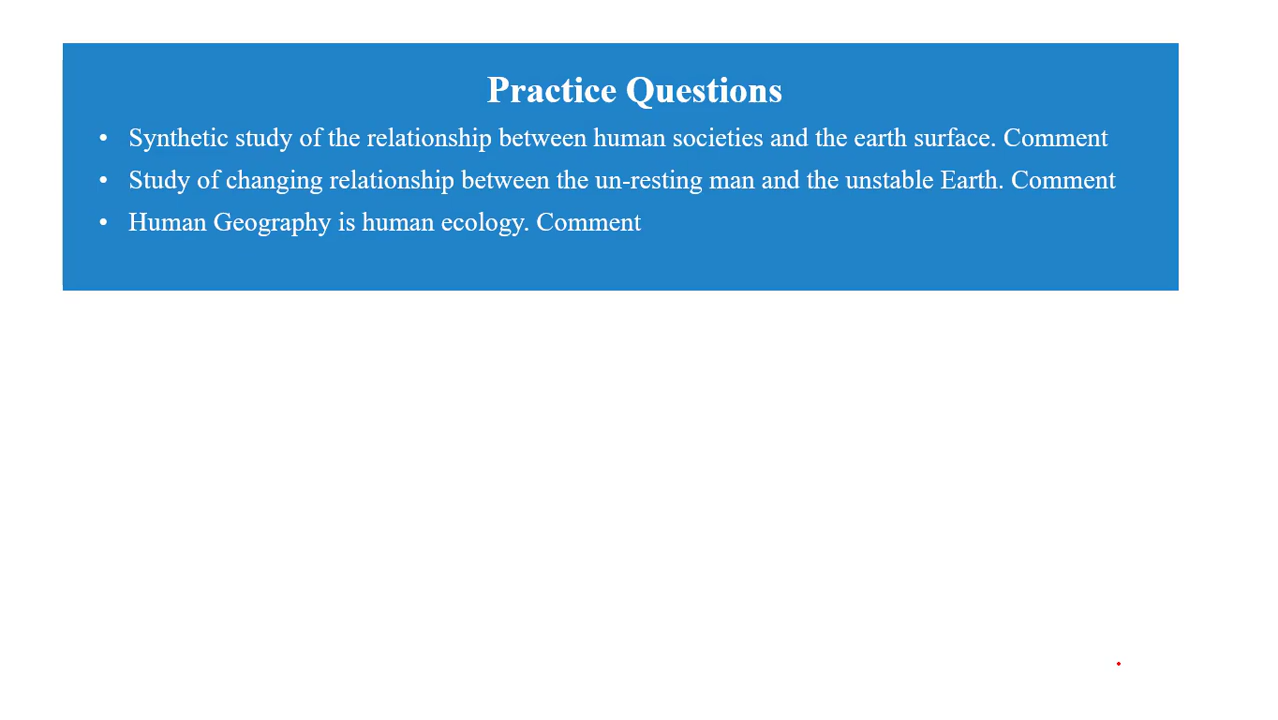 Practice Questions
• Synthetic study of the relationship between human societies and the earth surface. Comment
• Study of changing relationship between the un-resting man and the unstable Earth. Comment
• Human Geography is human ecology. Comment